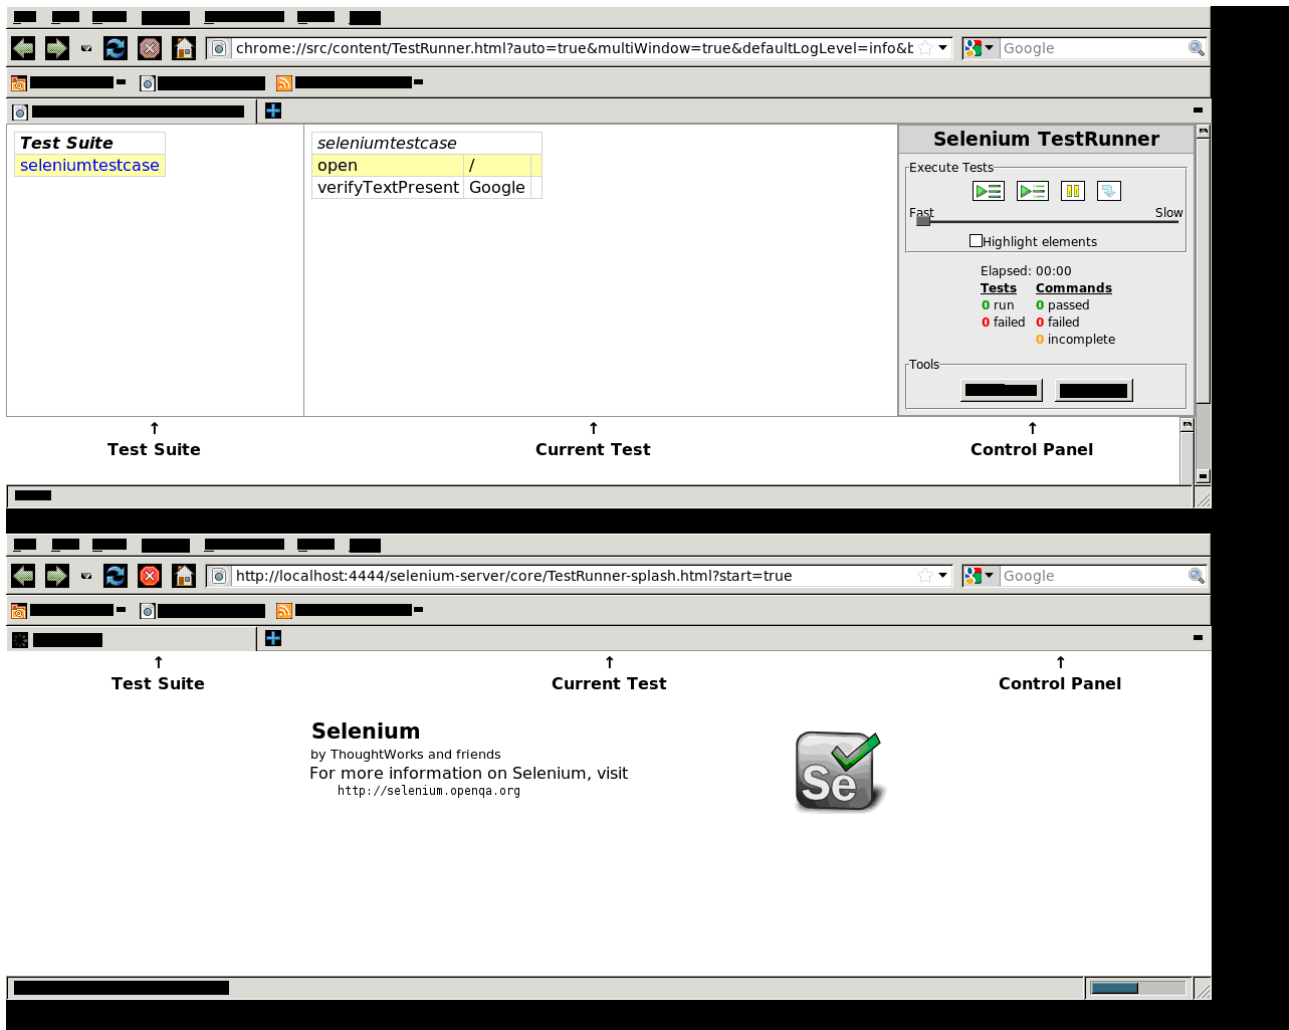 chrome://src/content/TestRunner.html?auto=true&multiWindow=true&defaultLogLevel=info&t
Google
Test Suite
seleniumtestcase
seleniumtestcase
open /
verifyTextPresent Google
Selenium TestRunner
Execute Tests
Fast Slow
Highlight elements
Elapsed: 00:00
Tests Commands
0 run 0 passed
0 failed 0 failed
0 incomplete
Tools
↑ ↑ ↑
Test Suite Current Test Control Panel
http://localhost:4444/selenium-server/core/TestRunner-splash.html?start=true
Google
↑ ↑ ↑
Test Suite Current Test Control Panel
Selenium
by ThoughtWorks and friends
For more information on Selenium, visit
http://selenium.openqa.org
Se